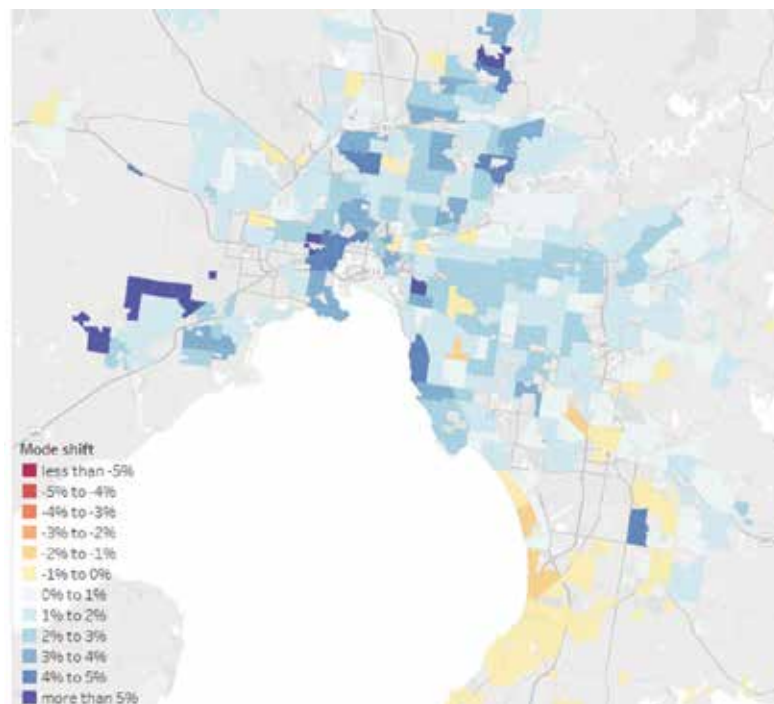 Mode shift
less than -5%
-5% to -4%
-4% to -3%
-3% to -2%
-2% to -1%
-1% to 0%
0% to 1%
1% to 2%
2% to 3%
3% to 4%
4% to 5%
more than 5%